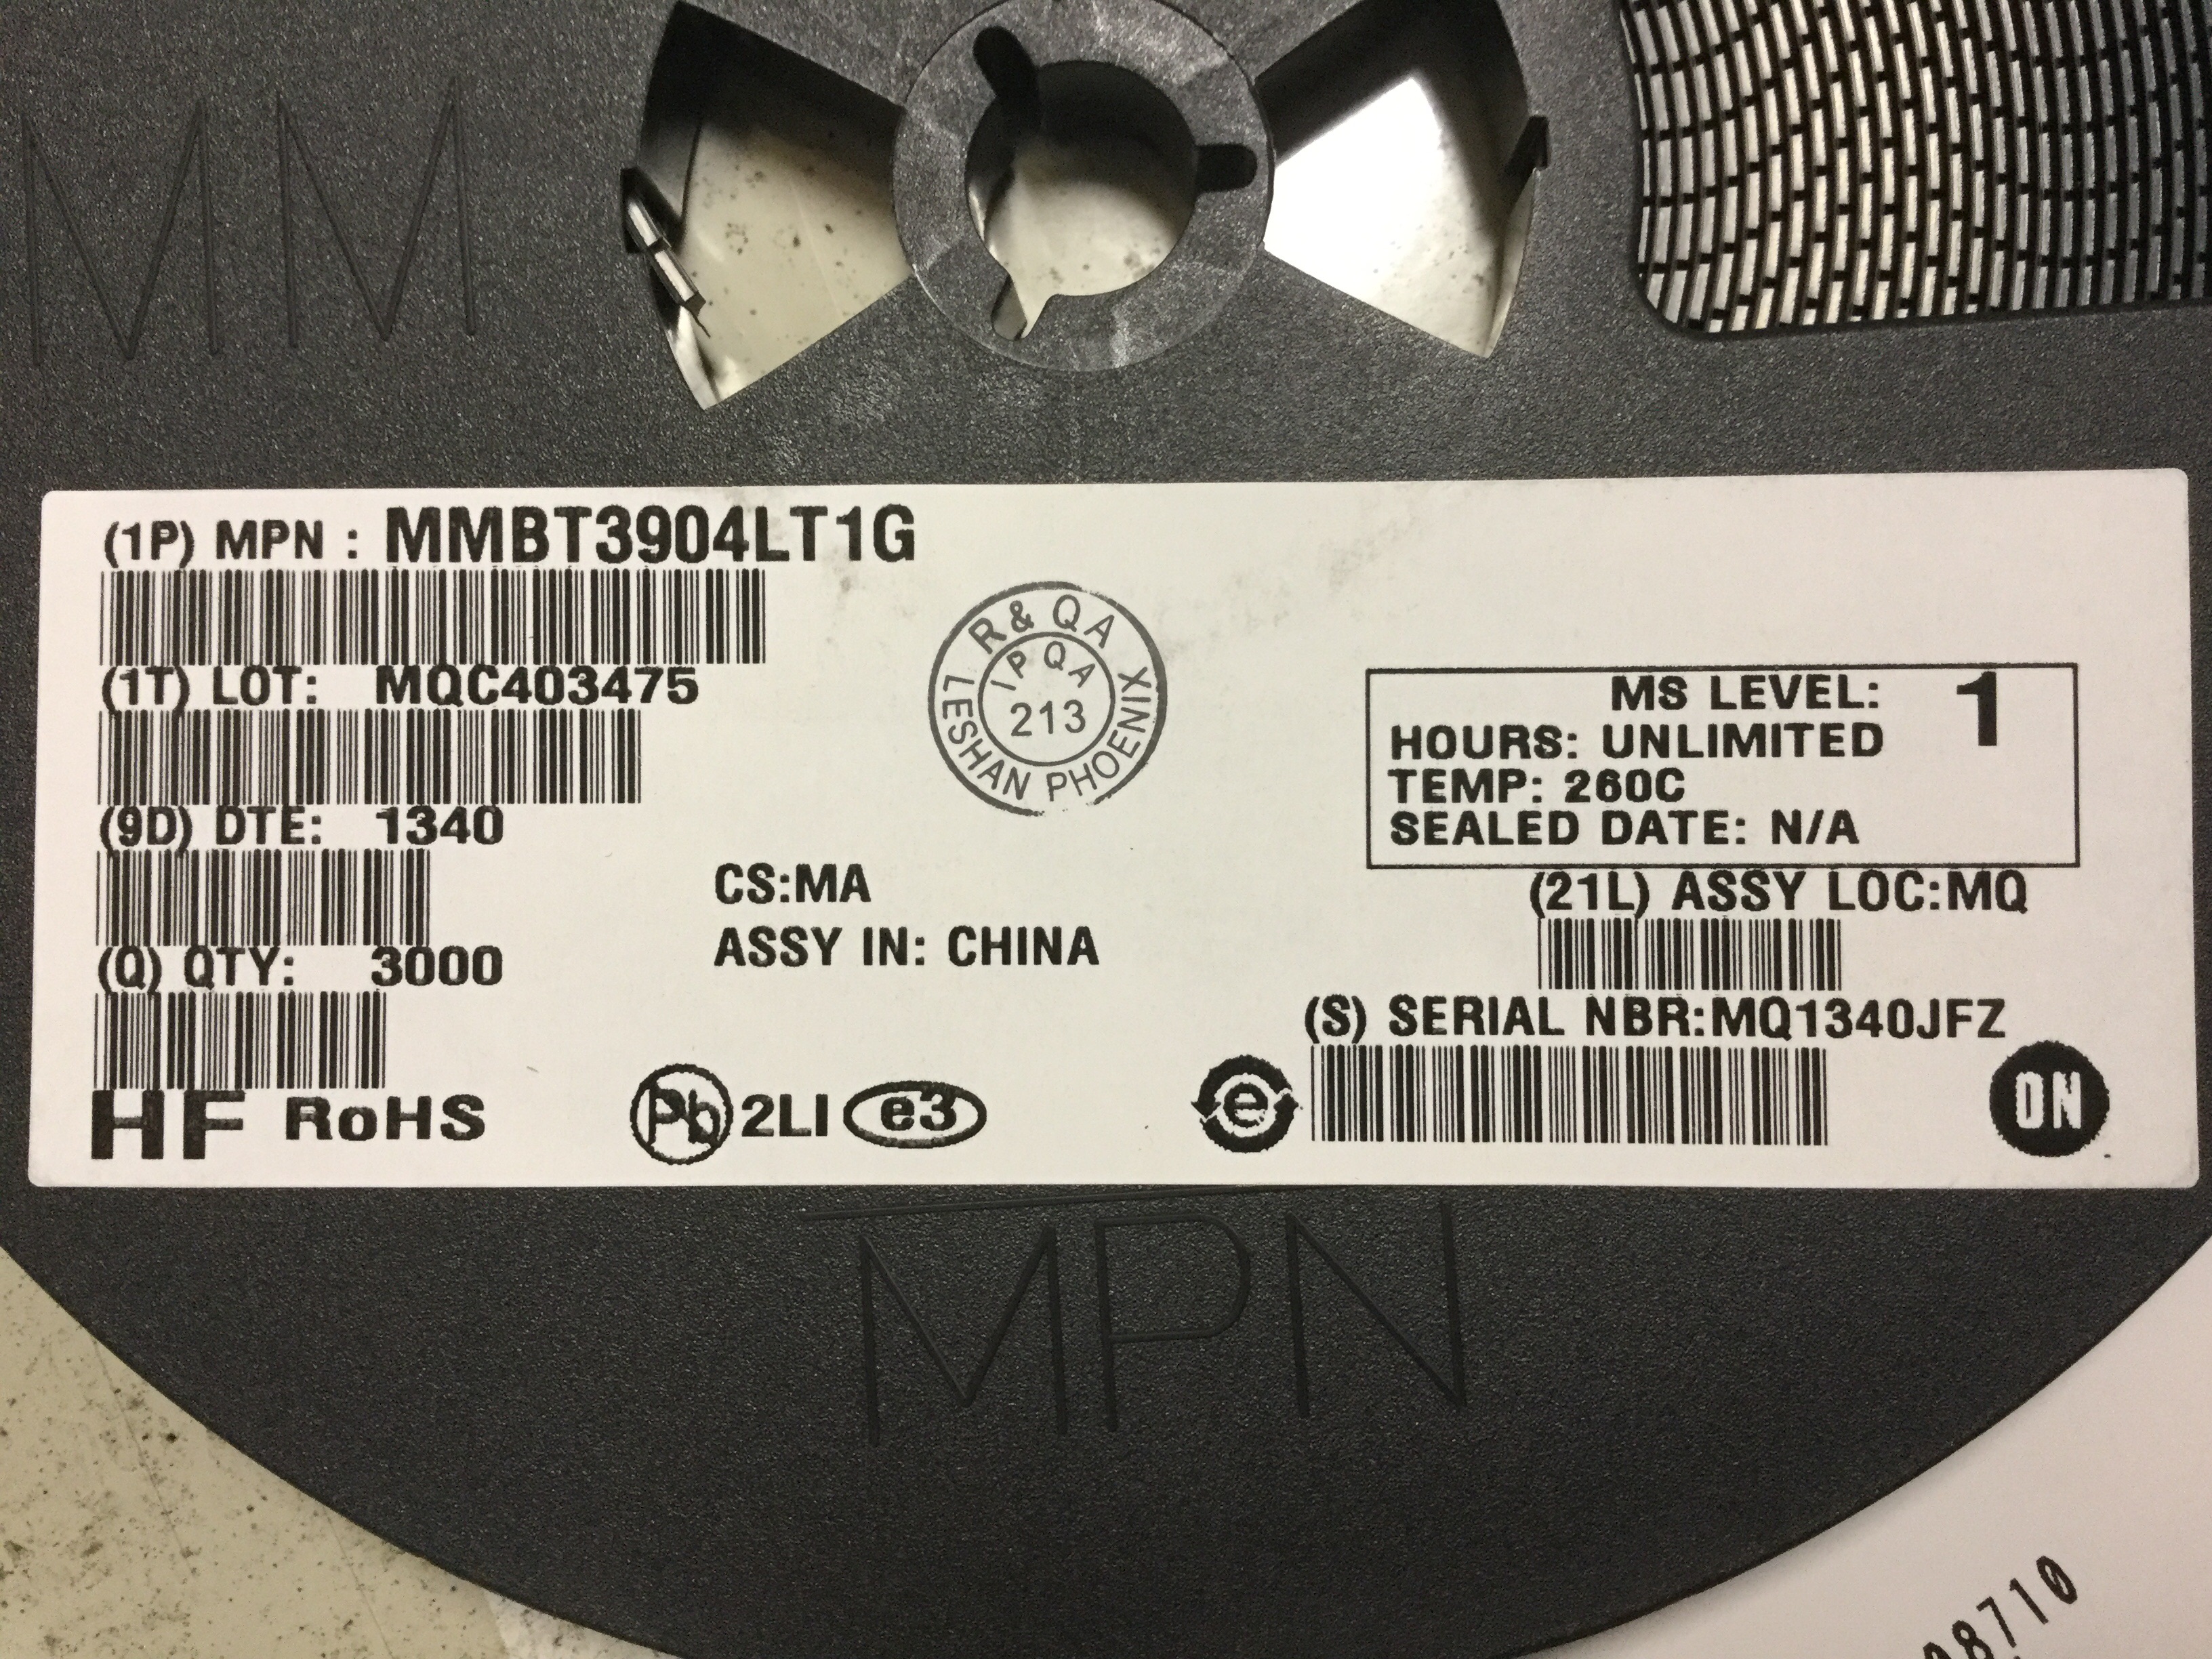 MM
(1P) MPN : MMBT3904LT1G
(1T) LOT: MQC403475
(9D) DTE: 1340
(Q) QTY: 3000
HF RoHS
Pb 2LI e3
R & QA
LESHAN PHOENIX
IPQA
213
CS:MA
ASSY IN: CHINA
MS LEVEL: 1
HOURS: UNLIMITED
TEMP: 260C
SEALED DATE: N/A
(21L) ASSY LOC:MQ
(S) SERIAL NBR:MQ1340JFZ
e
ON
MPN
8710